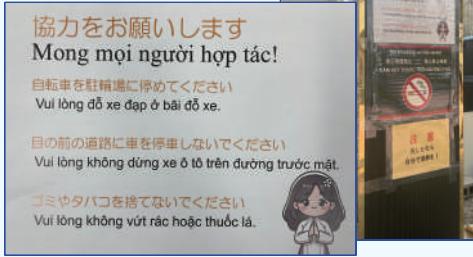 協力をお願いします
Mong mọi người hợp tác!
自転車を駐輪場に停めてください
Vui lòng đỗ xe đạp ở bãi đỗ xe.
目の前の道路に車を停車しないでください
Vui lòng không dừng xe ô tô trên đường trước mặt.
ゴミやタバコを捨てないでください
Vui lòng không vứt rác hoặc thuốc lá.
注意